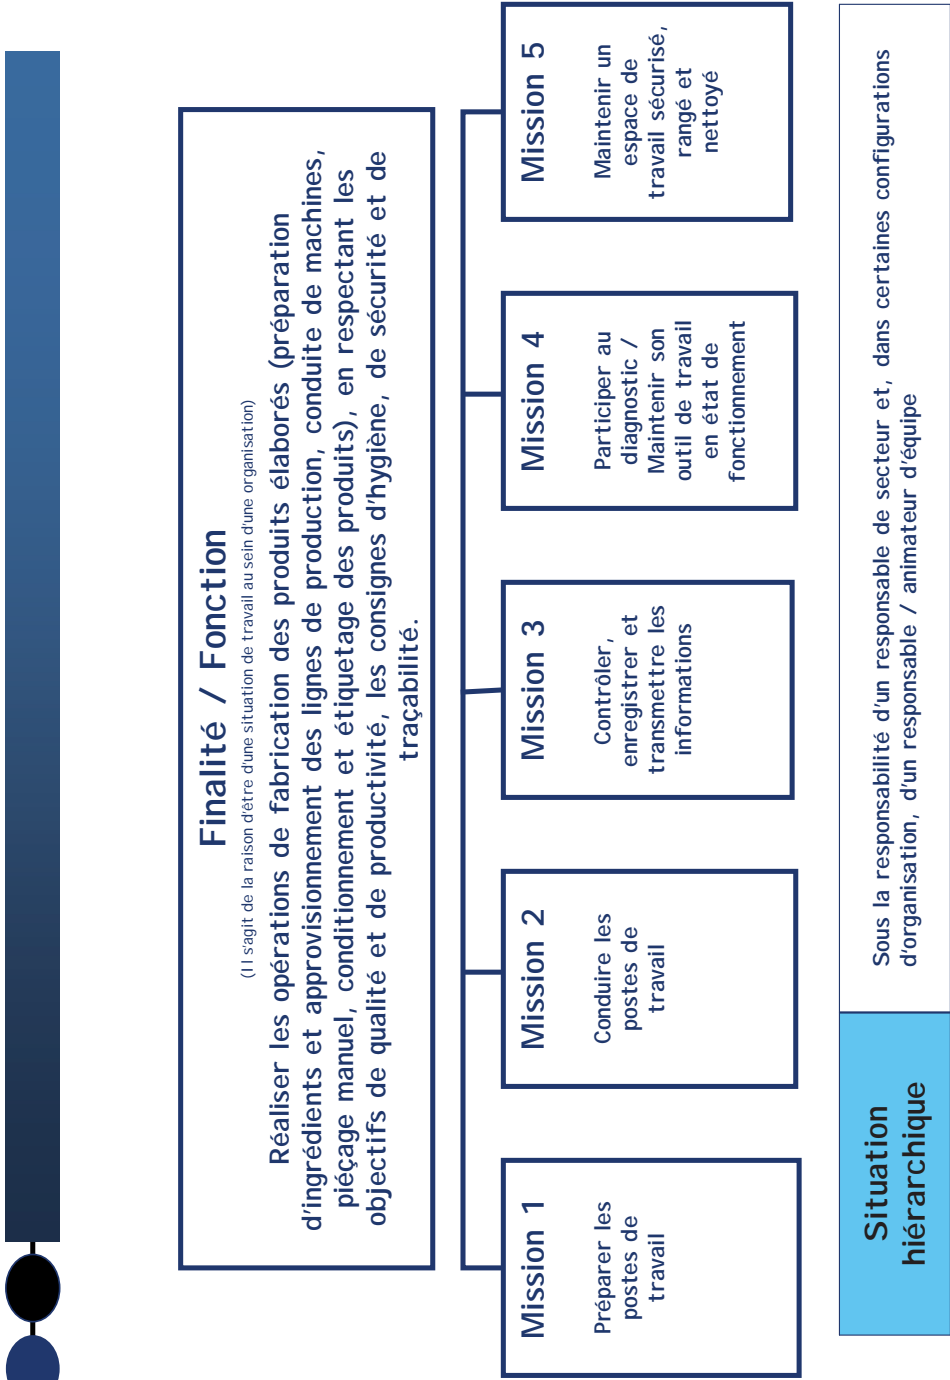 Finalité / Fonction
(Il s'agit de la raison d'être d'une situation de travail au sein d'une organisation)
Réaliser les opérations de fabrication des produits élaborés (préparation
d'ingrédients et approvisionnement des lignes de production, conduite de machines,
piéçage manuel, conditionnement et étiquetage des produits), en respectant les
objectifs de qualité et de productivité, les consignes d'hygiène, de sécurité et de
traçabilité.
Mission 1
Préparer les
postes de
travail
Mission 2
Conduire les
postes de
travail
Mission 3
Contrôler,
enregistrer et
transmettre les
informations
Mission 4
Participer au
diagnostic /
Maintenir son
outil de travail
en état de
fonctionnement
Mission 5
Maintenir un
espace de
travail sécurisé,
rangé et
nettoyé
Situation
hiérarchique
Sous la responsabilité d'un responsable de secteur et, dans certaines configurations
d'organisation, d'un responsable / animateur d'équipe